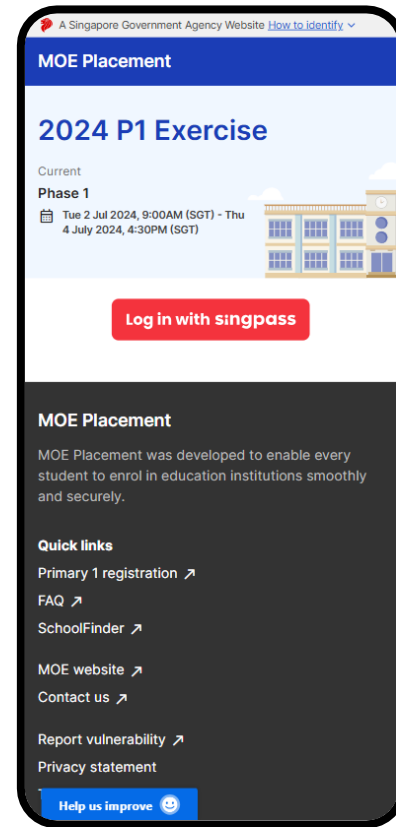 A Singapore Government Agency Website How to identify
MOE Placement
2024 P1 Exercise
Current
Phase 1
Tue 2 Jul 2024, 9:00AM (SGT) - Thu
4 July 2024, 4:30PM (SGT)
Log in with singpass
MOE Placement
MOE Placement was developed to enable every
student to enrol in education institutions smoothly
and securely.
Quick links
Primary 1 registration
FAQ
SchoolFinder
MOE website
Contact us
Report vulnerability
Privacy statement
Help us improve